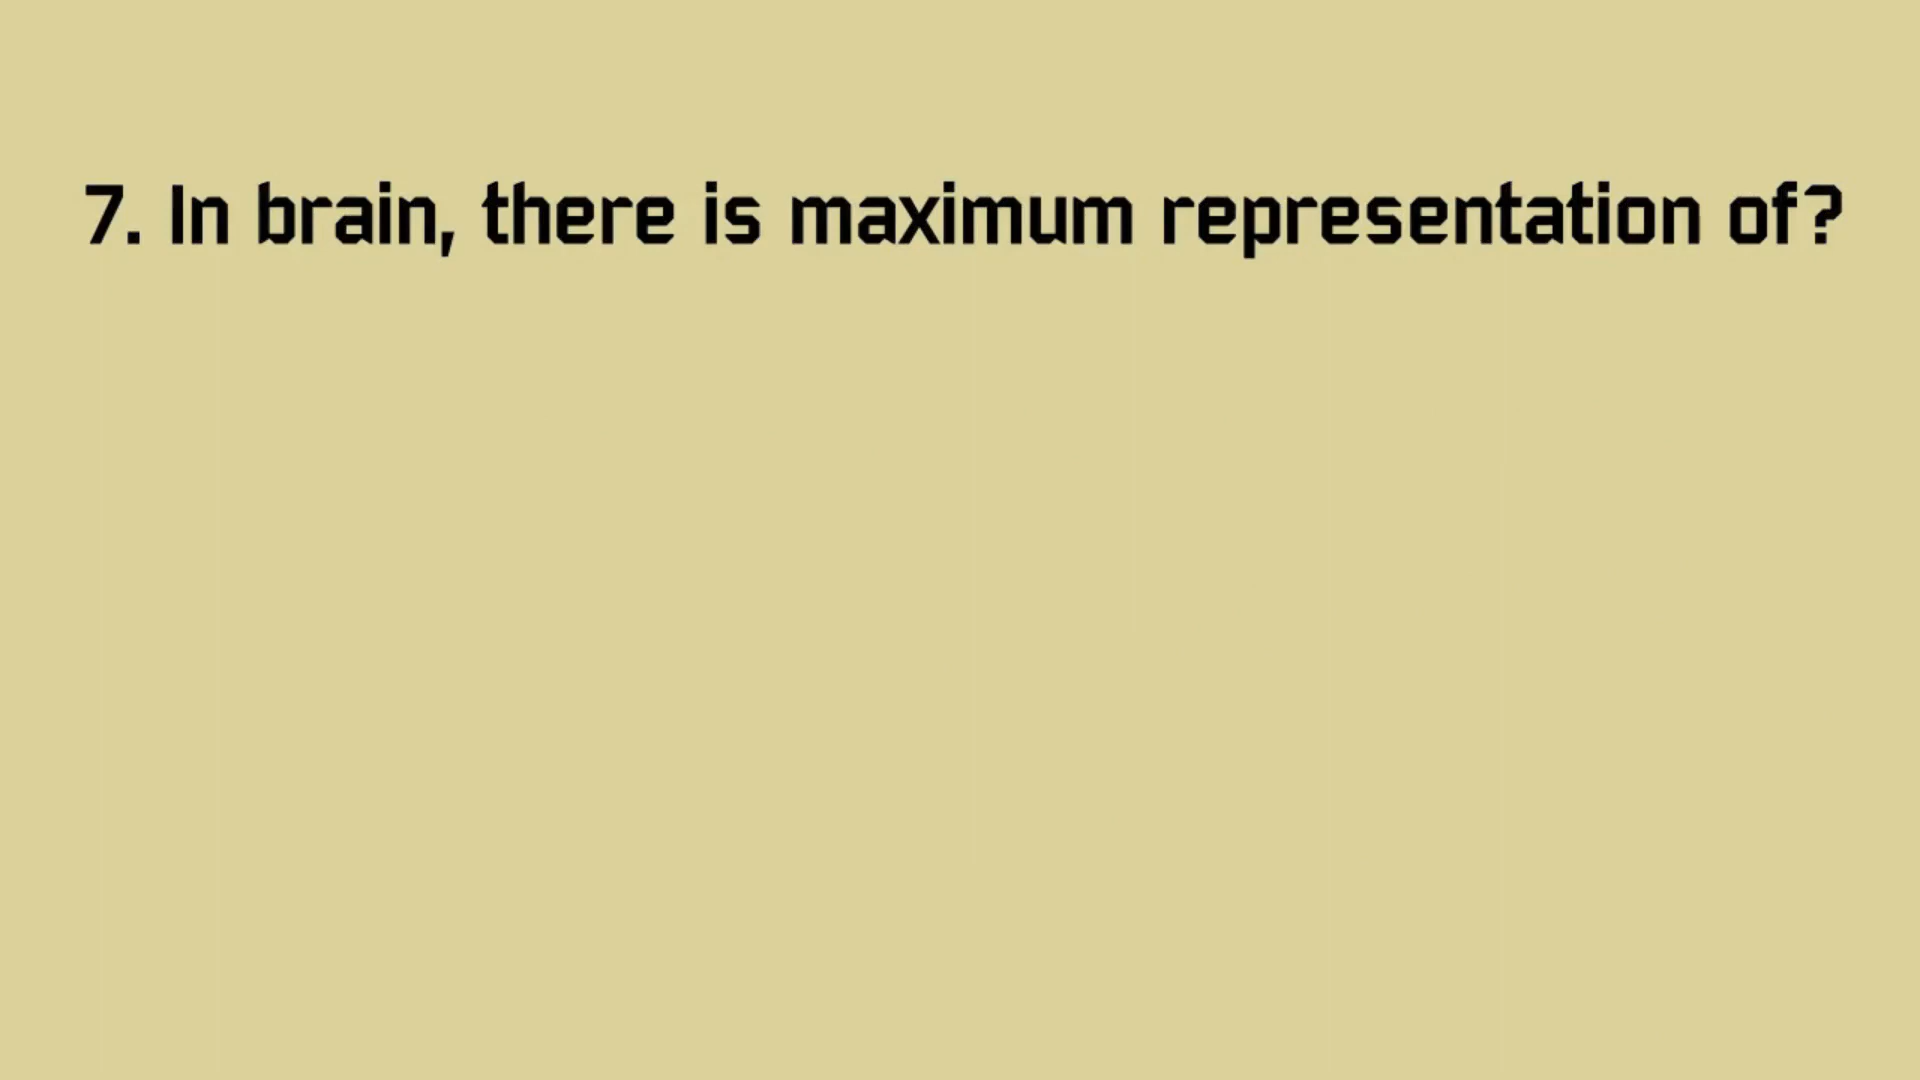 7. In brain, there is maximum representation of?